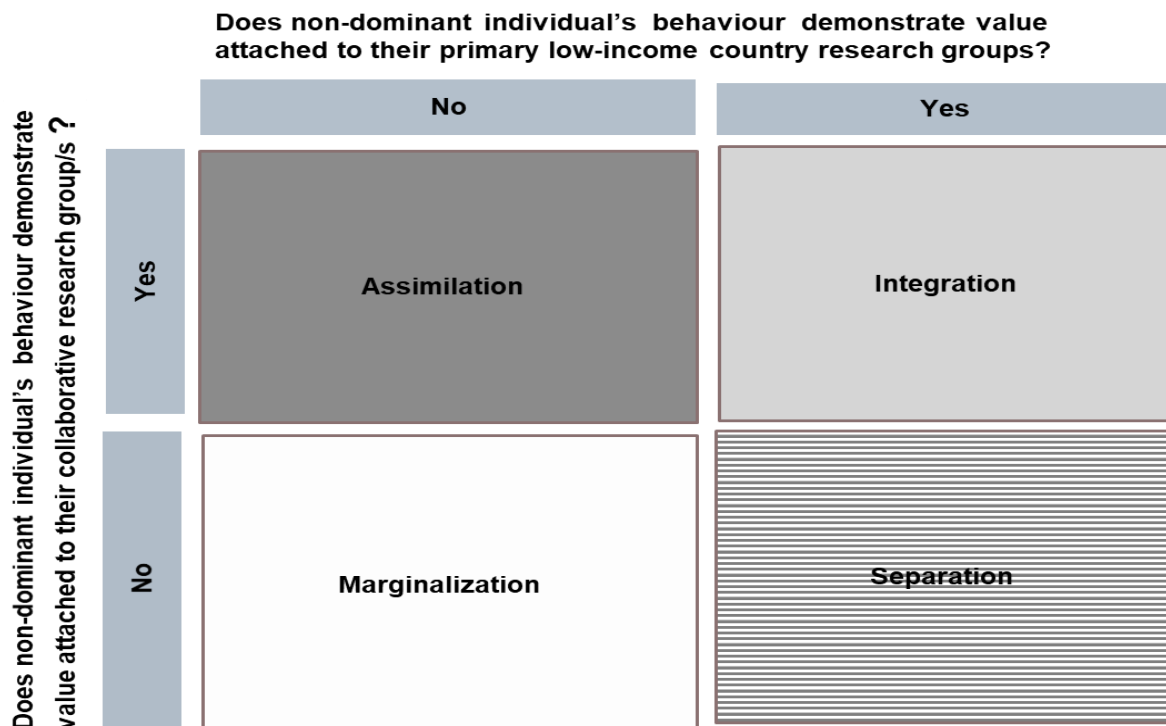 Does non-dominant individual's behaviour demonstrate value
attached to their primary low-income country research groups?
No
Yes
Does non-dominant individual's behaviour demonstrate
value attached to their collaborative research group/s ?
Yes
Assimilation
Integration
No
Marginalization
Separation